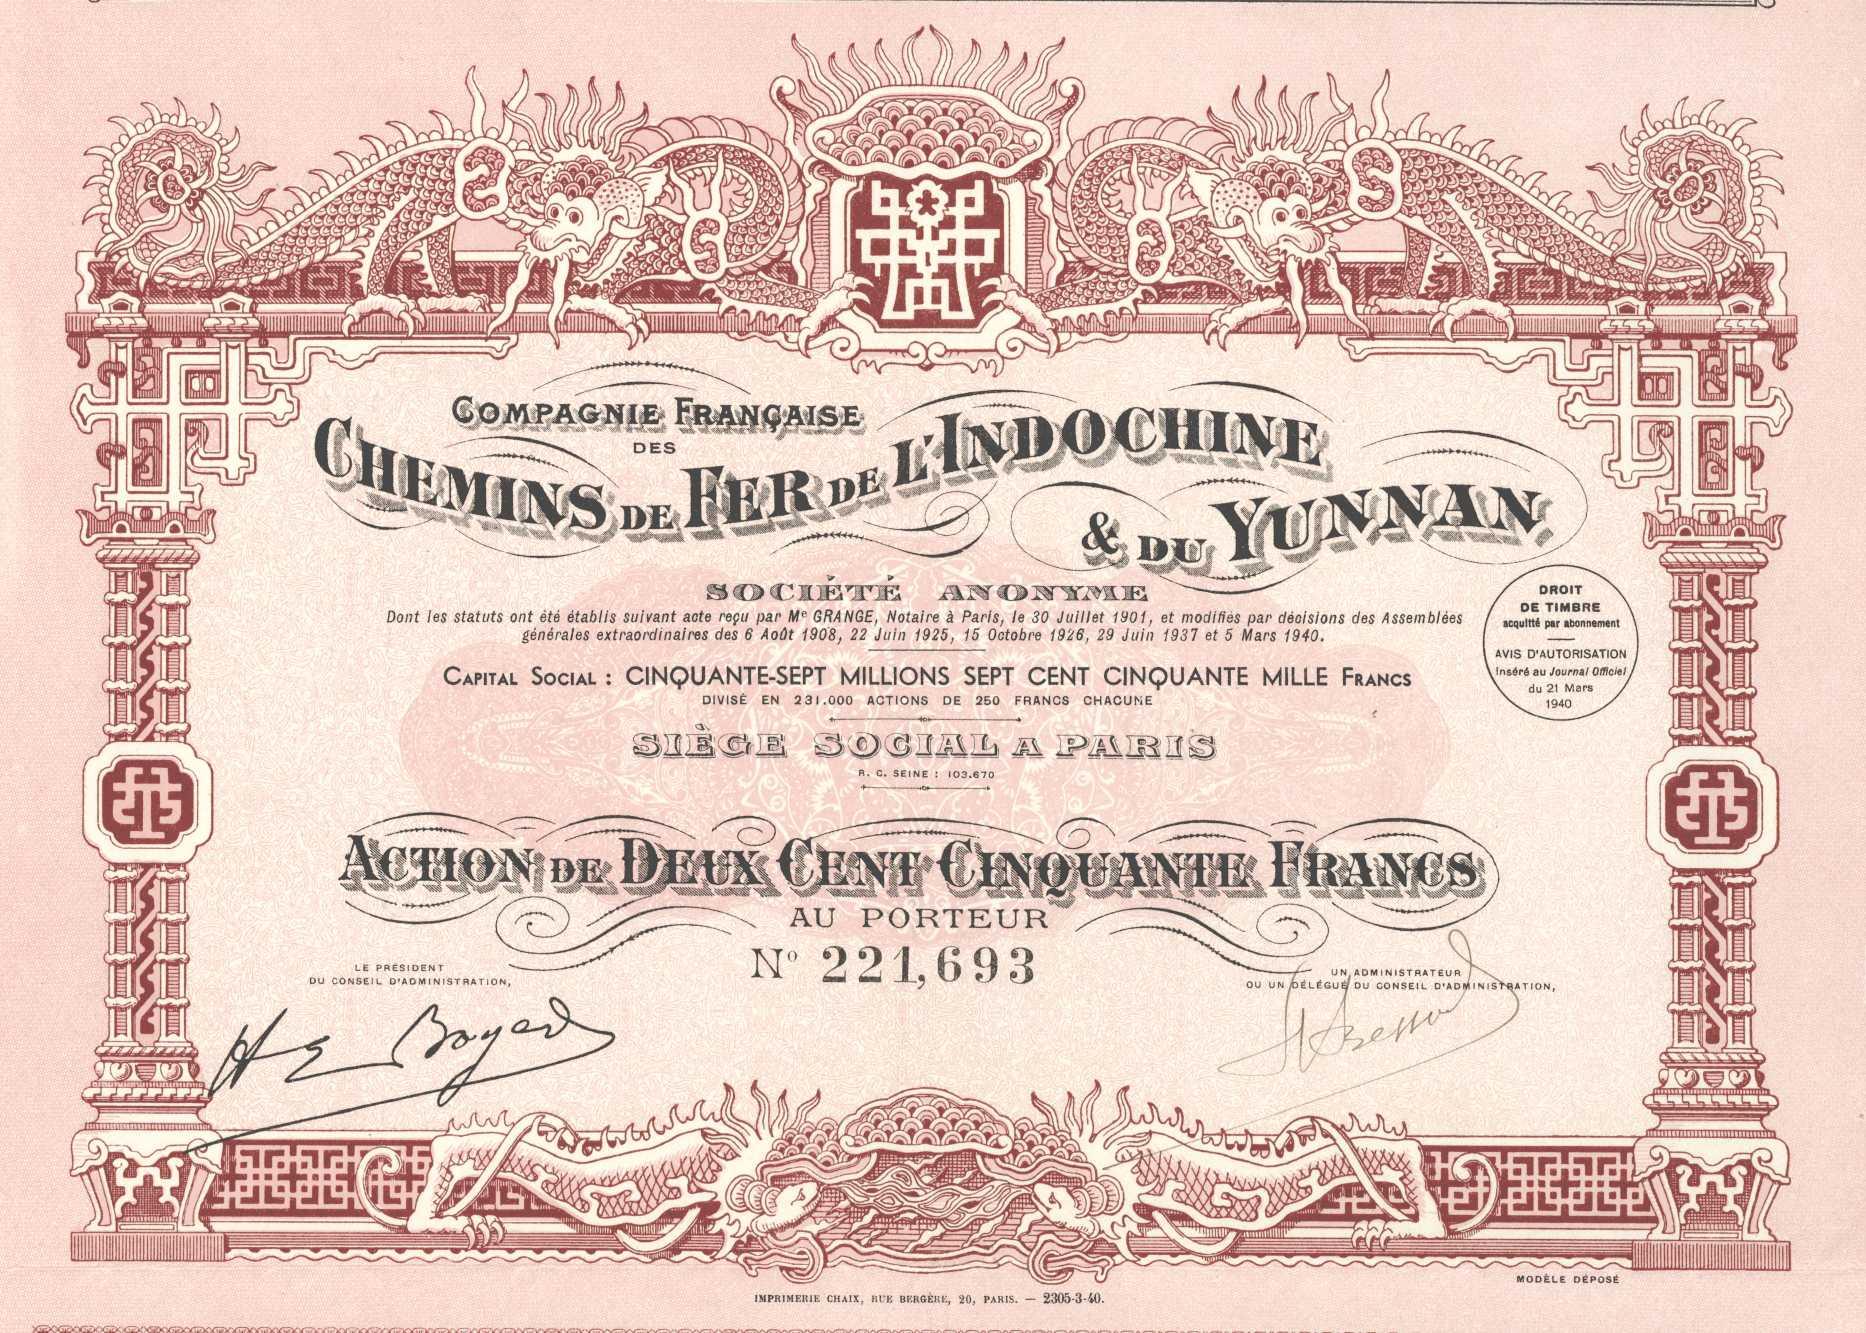 COMPAGNIE FRANÇAISE
DES
CHEMINS DE FER DE L'INDOCHINE
& DU YUNNAN
SOCIÉTÉ ANONYME
Dont les statuts ont été établis suivant acte reçu par Me GRANGE, Notaire à Paris, le 30 Juillet 1901, et modifiés par décisions des Assemblées
générales extraordinaires des 6 Août 1908, 22 Juin 1925, 15 Octobre 1926, 29 Juin 1937 et 5 Mars 1940.
CAPITAL SOCIAL : CINQUANTE-SEPT MILLIONS SEPT CENT CINQUANTE MILLE FRANCS
DIVISÉ EN 231.000 ACTIONS DE 250 FRANCS CHACUNE
SIÈGE SOCIAL A PARIS
R. C. SEINE : 103.670
DROIT
DE TIMBRE
acquitté par abonnement
AVIS D'AUTORISATION
Inséré au Journal Officiel
du 21 Mars
1940
ACTION DE DEUX CENT CINQUANTE FRANCS
AU PORTEUR
No 221,693
LE PRÉSIDENT
DU CONSEIL D'ADMINISTRATION,
UN ADMINISTRATEUR
OU UN DÉLÉGUÉ DU CONSEIL D'ADMINISTRATION,
MODÈLE DÉPOSÉ
IMPRIMERIE CHAIX, RUE BERGÈRE, 20, PARIS. — 2305-3-40.